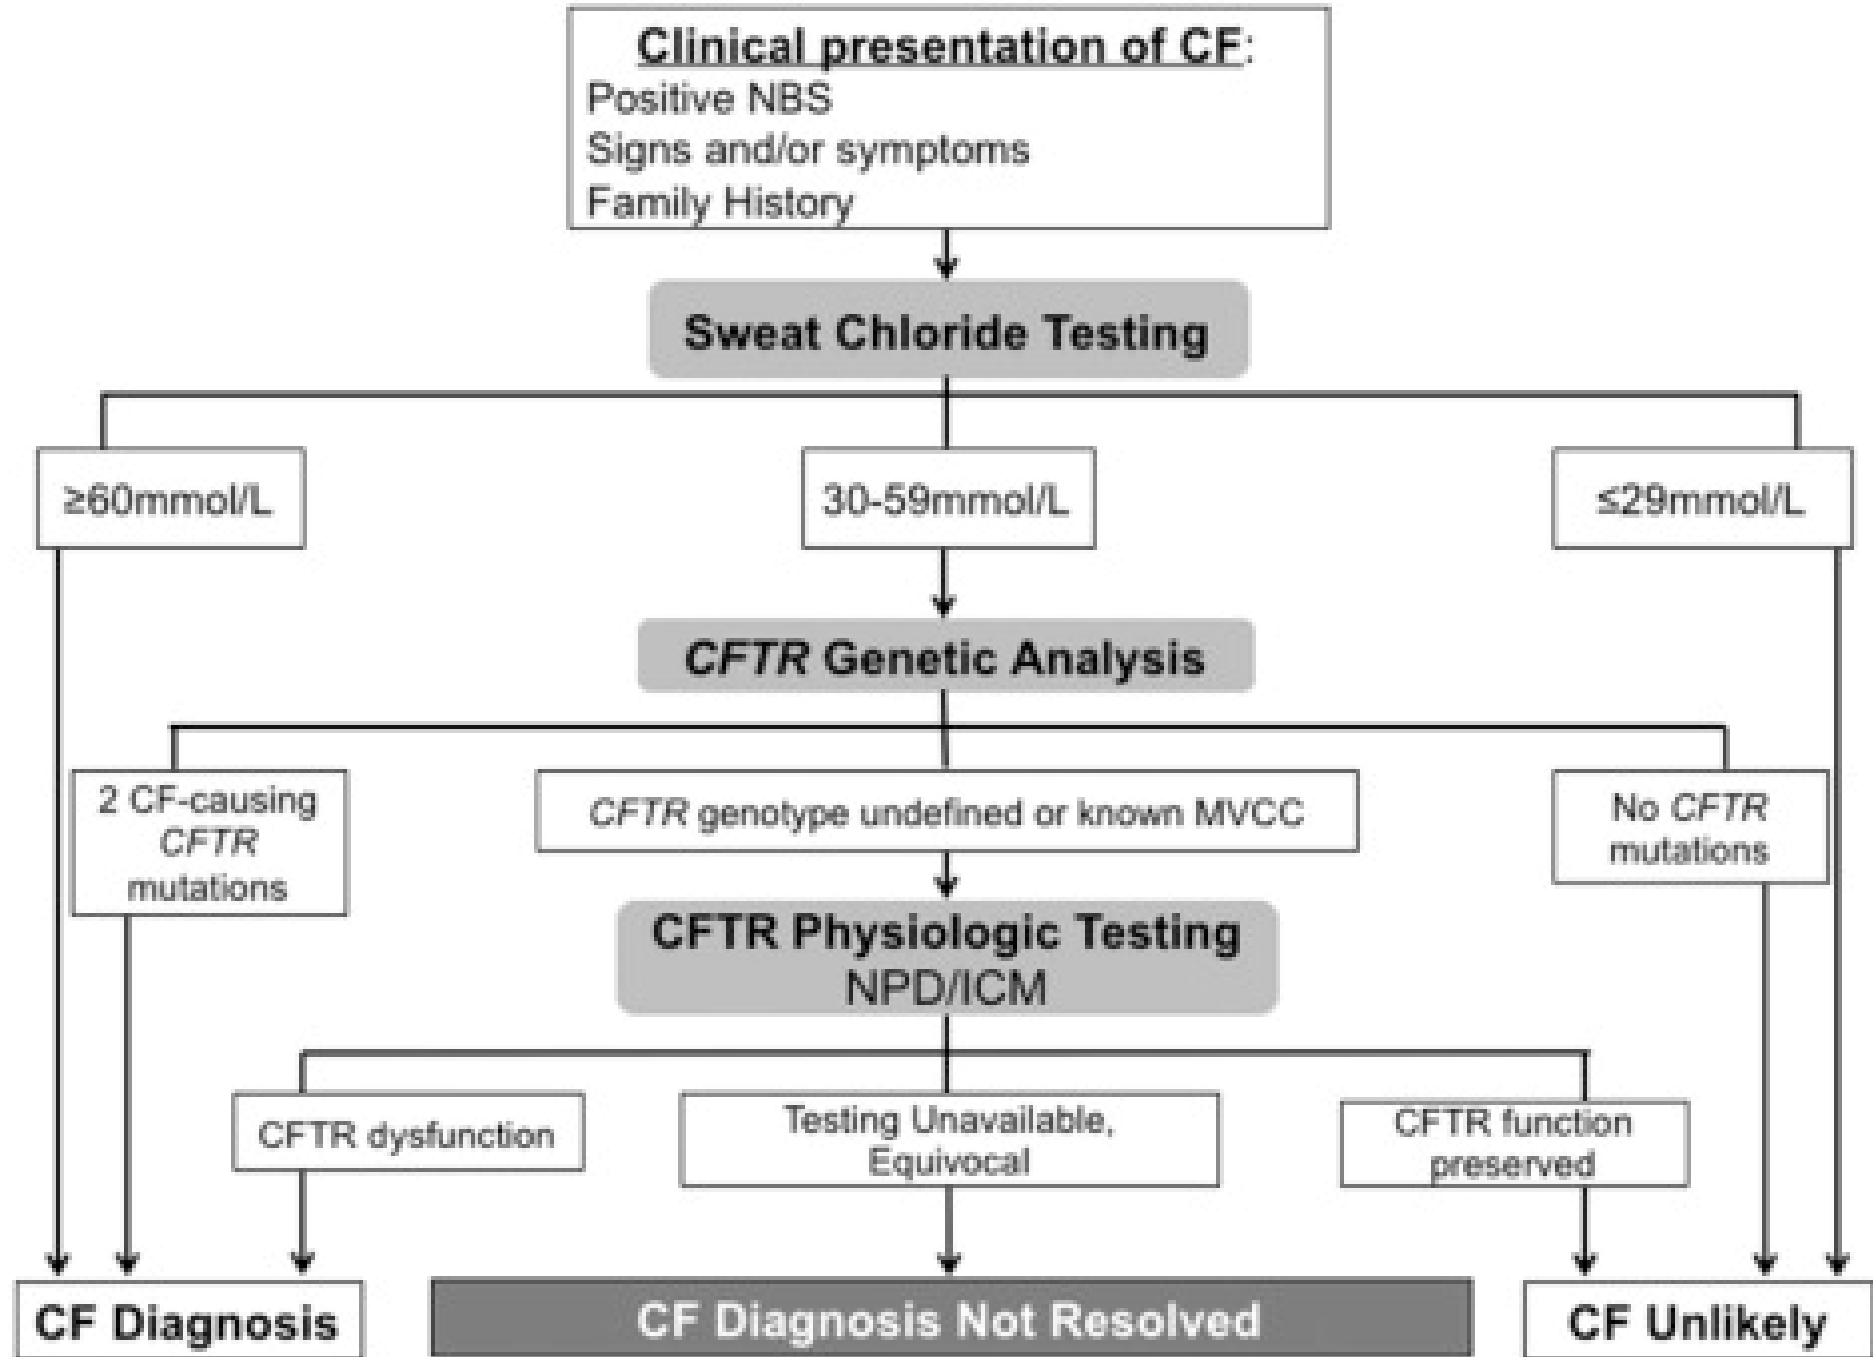 Clinical presentation of CF:
Positive NBS
Signs and/or symptoms
Family History
Sweat Chloride Testing
≥60mmol/L
30-59mmol/L
≤29mmol/L
CFTR Genetic Analysis
2 CF-causing
CFTR
mutations
CFTR genotype undefined or known MVCC
No CFTR
mutations
CFTR Physiologic Testing
NPD/ICM
CFTR dysfunction
Testing Unavailable,
Equivocal
CFTR function
preserved
CF Diagnosis
CF Diagnosis Not Resolved
CF Unlikely